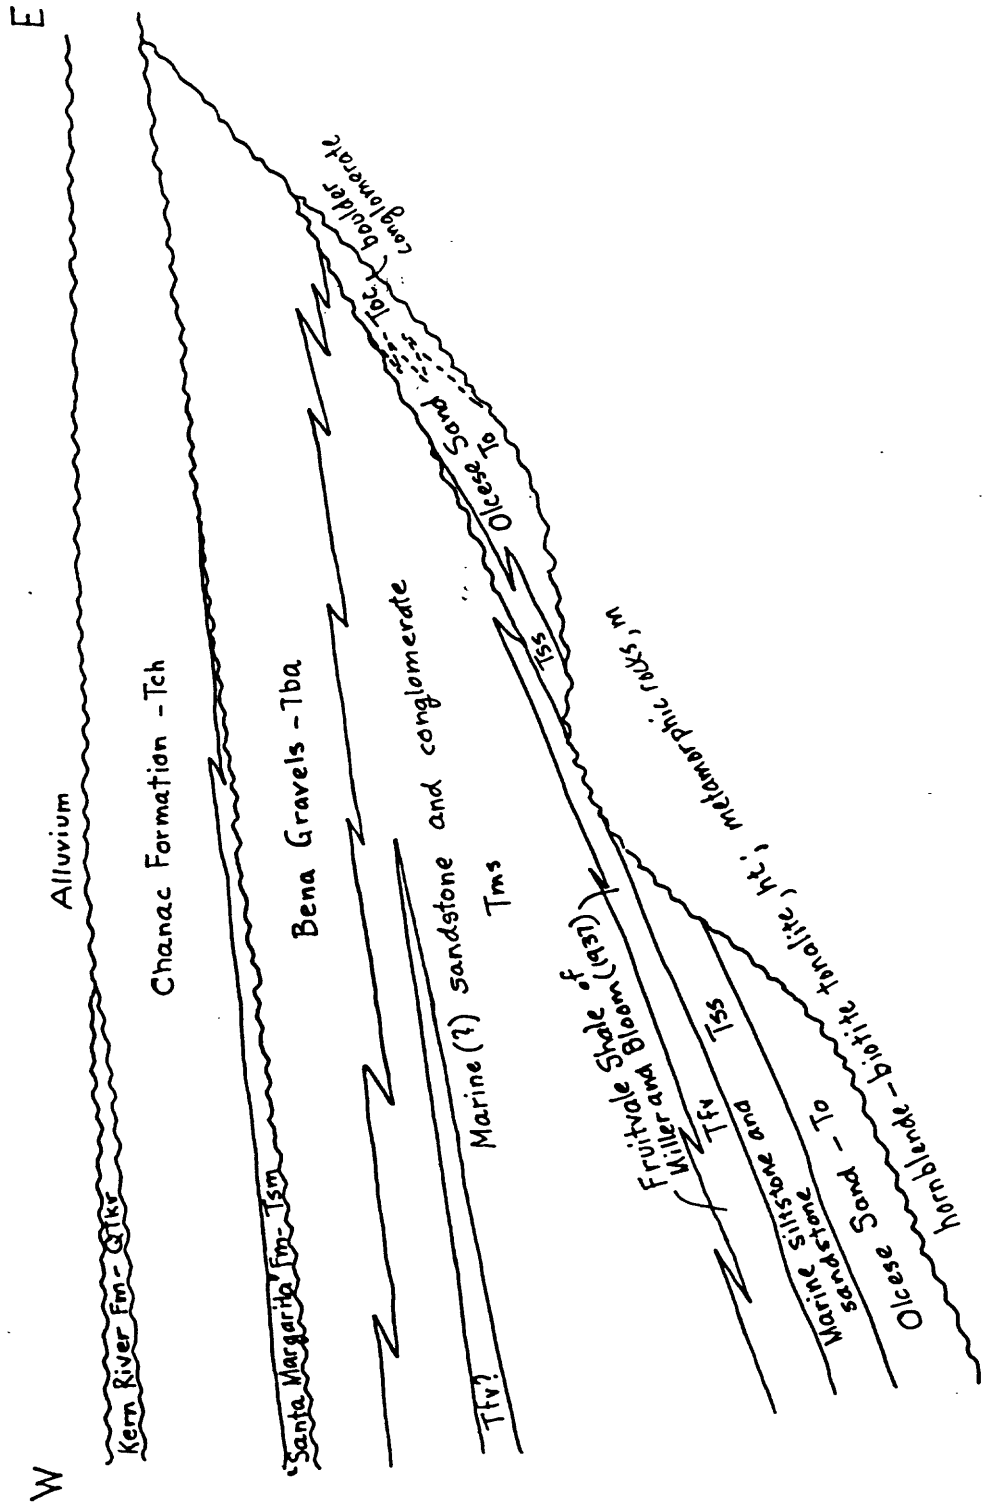 W
E
Alluvium
Kern River Fm - QTkr
Chanac Formation - Tch
"Santa Margarita" Fm - Tsm
Bena Gravels - Tba
Tfv?
Marine (?) sandstone and conglomerate
Tms
Fruitvale Shale of
Miller and Bloom (1937)
Tfv
Marine siltstone and
sandstone
Tss
Tss
Olcese Sand - To
Olcese Sand
To
Toc
boulder
conglomerate
hornblende-biotite tonalite, ht; metamorphic rocks, m